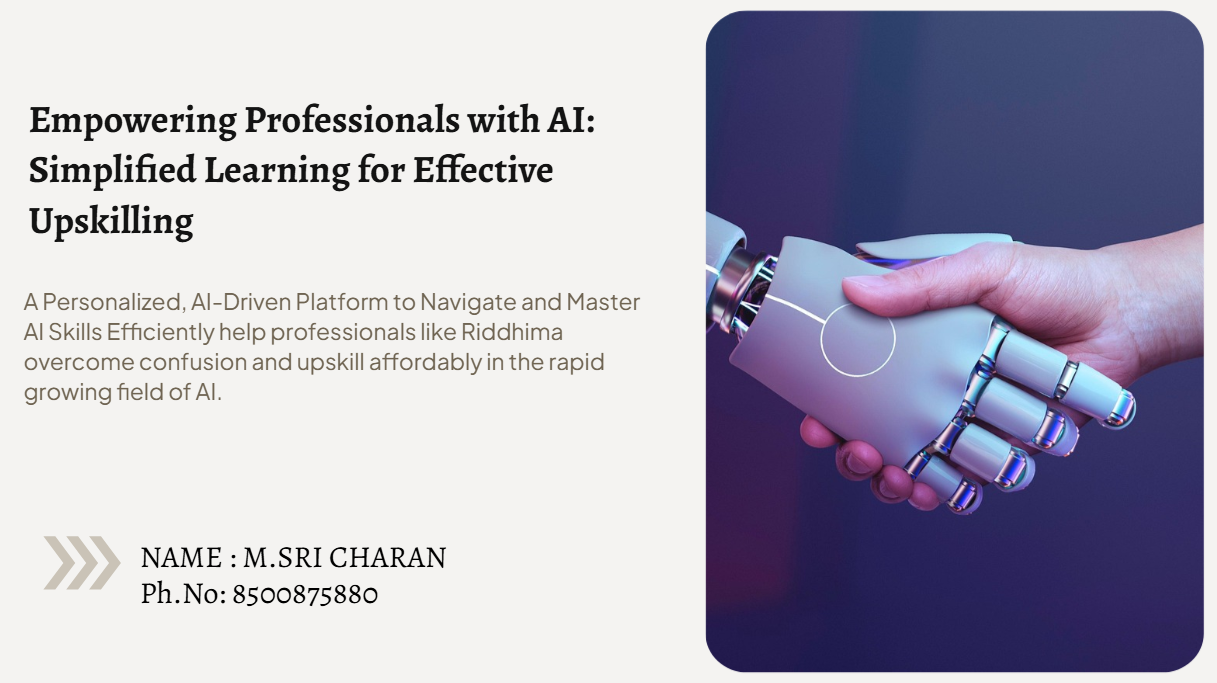 Empowering Professionals with AI:
Simplified Learning for Effective
Upskilling
A Personalized, AI-Driven Platform to Navigate and Master
AI Skills Efficiently help professionals like Riddhima
overcome confusion and upskill affordably in the rapid
growing field of AI.
NAME : M.SRI CHARAN
Ph.No: 8500875880